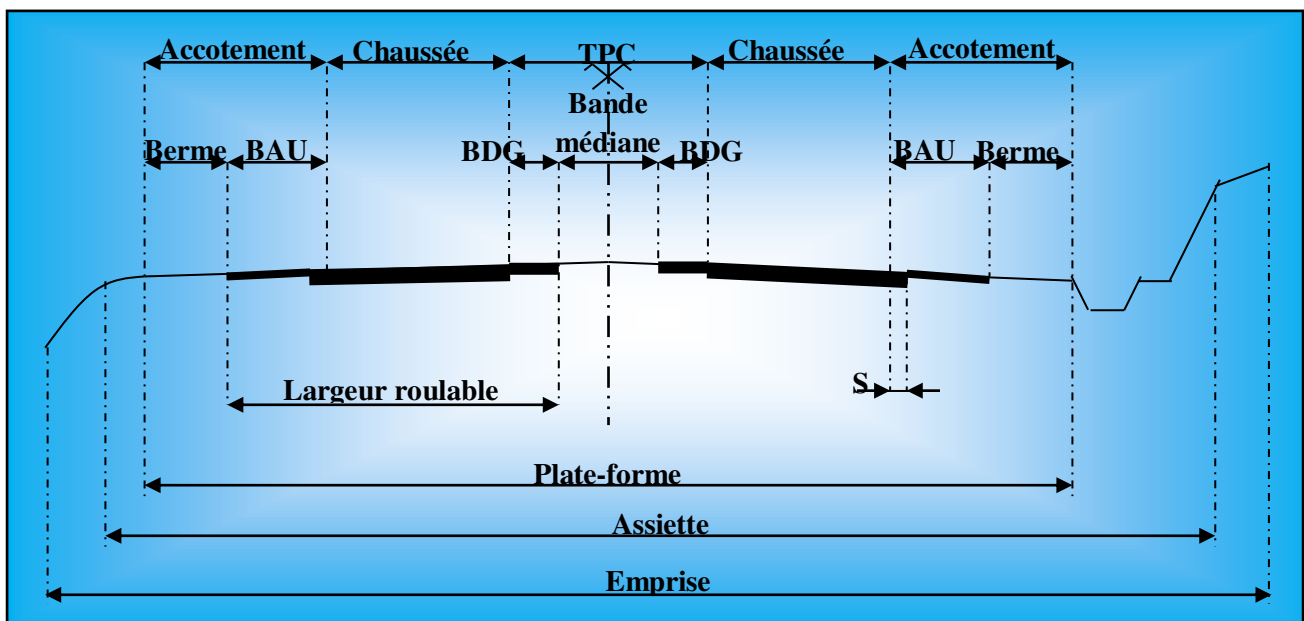 Accotement Chaussée TPC Chaussée Accotement
Bande
médiane
Berme BAU BDG BDG BAU Berme
Largeur roulable S
Plate-forme
Assiette
Emprise